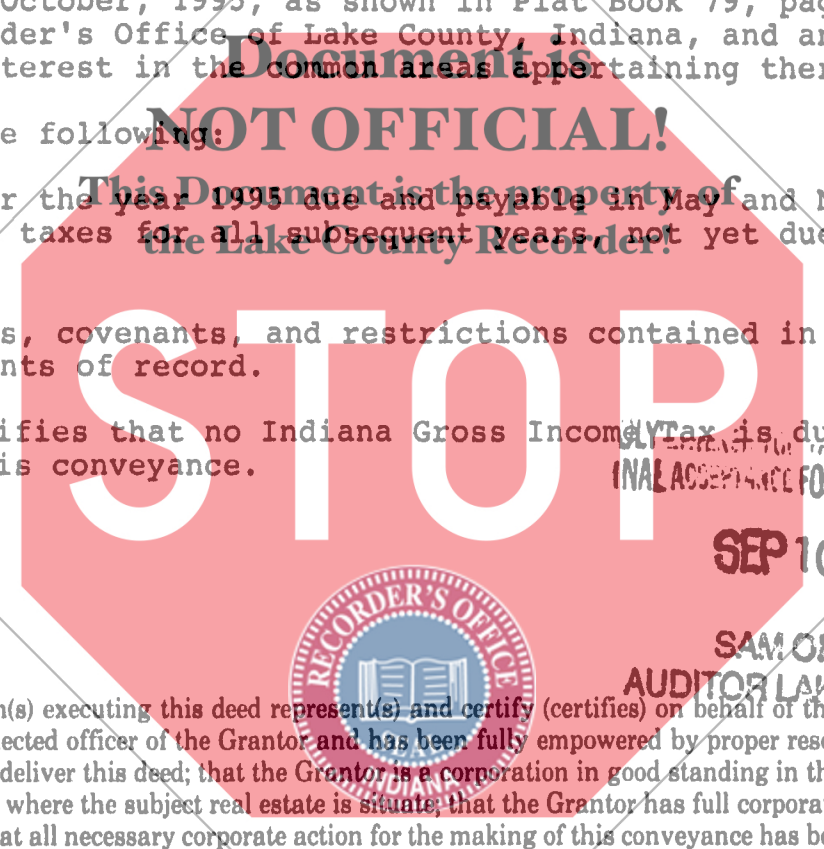 October, 1995, as shown in Plat Book 79, pag
der's Office of Lake County, Indiana, and an
terest in the common areas appertaining ther
Document is
e following:
NOT OFFICIAL!
r the year 1995 due and payable in May and N
This Document is the property of
taxes for all subsequent years, not yet due
the Lake County Recorder!
s, covenants, and restrictions contained in
nts of record.
STOP
ifies that no Indiana Gross Income Tax is du
is conveyance.
SEP 10
RECORDER'S OFFICE
INDIANA
SAM O
AUDITOR LAK
n(s) executing this deed represent(s) and certify (certifies) on behalf of th
ected officer of the Grantor and has been fully empowered by proper reso
deliver this deed; that the Grantor is a corporation in good standing in th
where the subject real estate is situate; that the Grantor has full corporat
at all necessary corporate action for the making of this conveyance has be